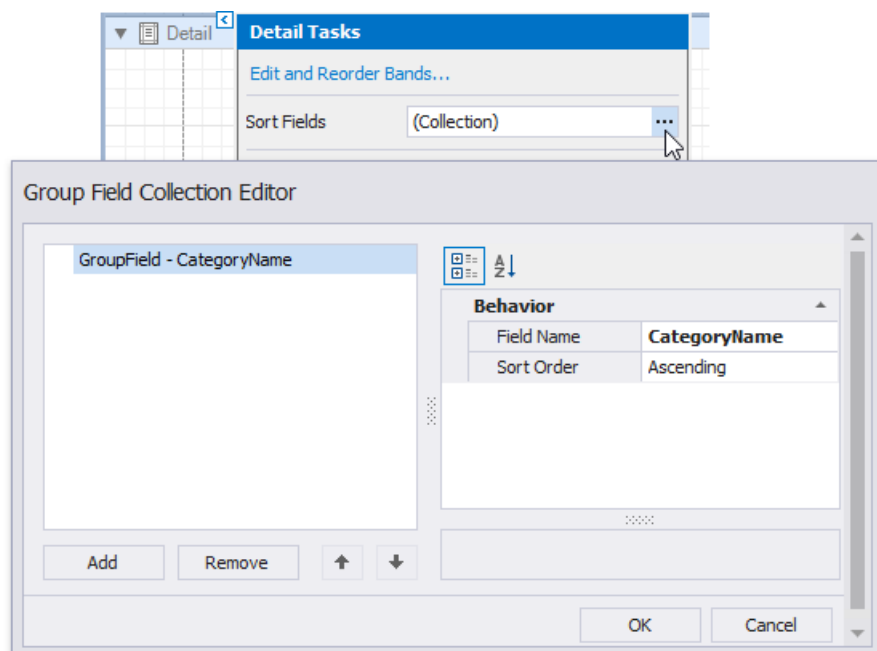 Detail
Detail Tasks
Edit and Reorder Bands...
Sort Fields (Collection) ...
Group Field Collection Editor
GroupField - CategoryName
A
Z
Behavior
Field Name CategoryName
Sort Order Ascending
Add Remove
OK Cancel